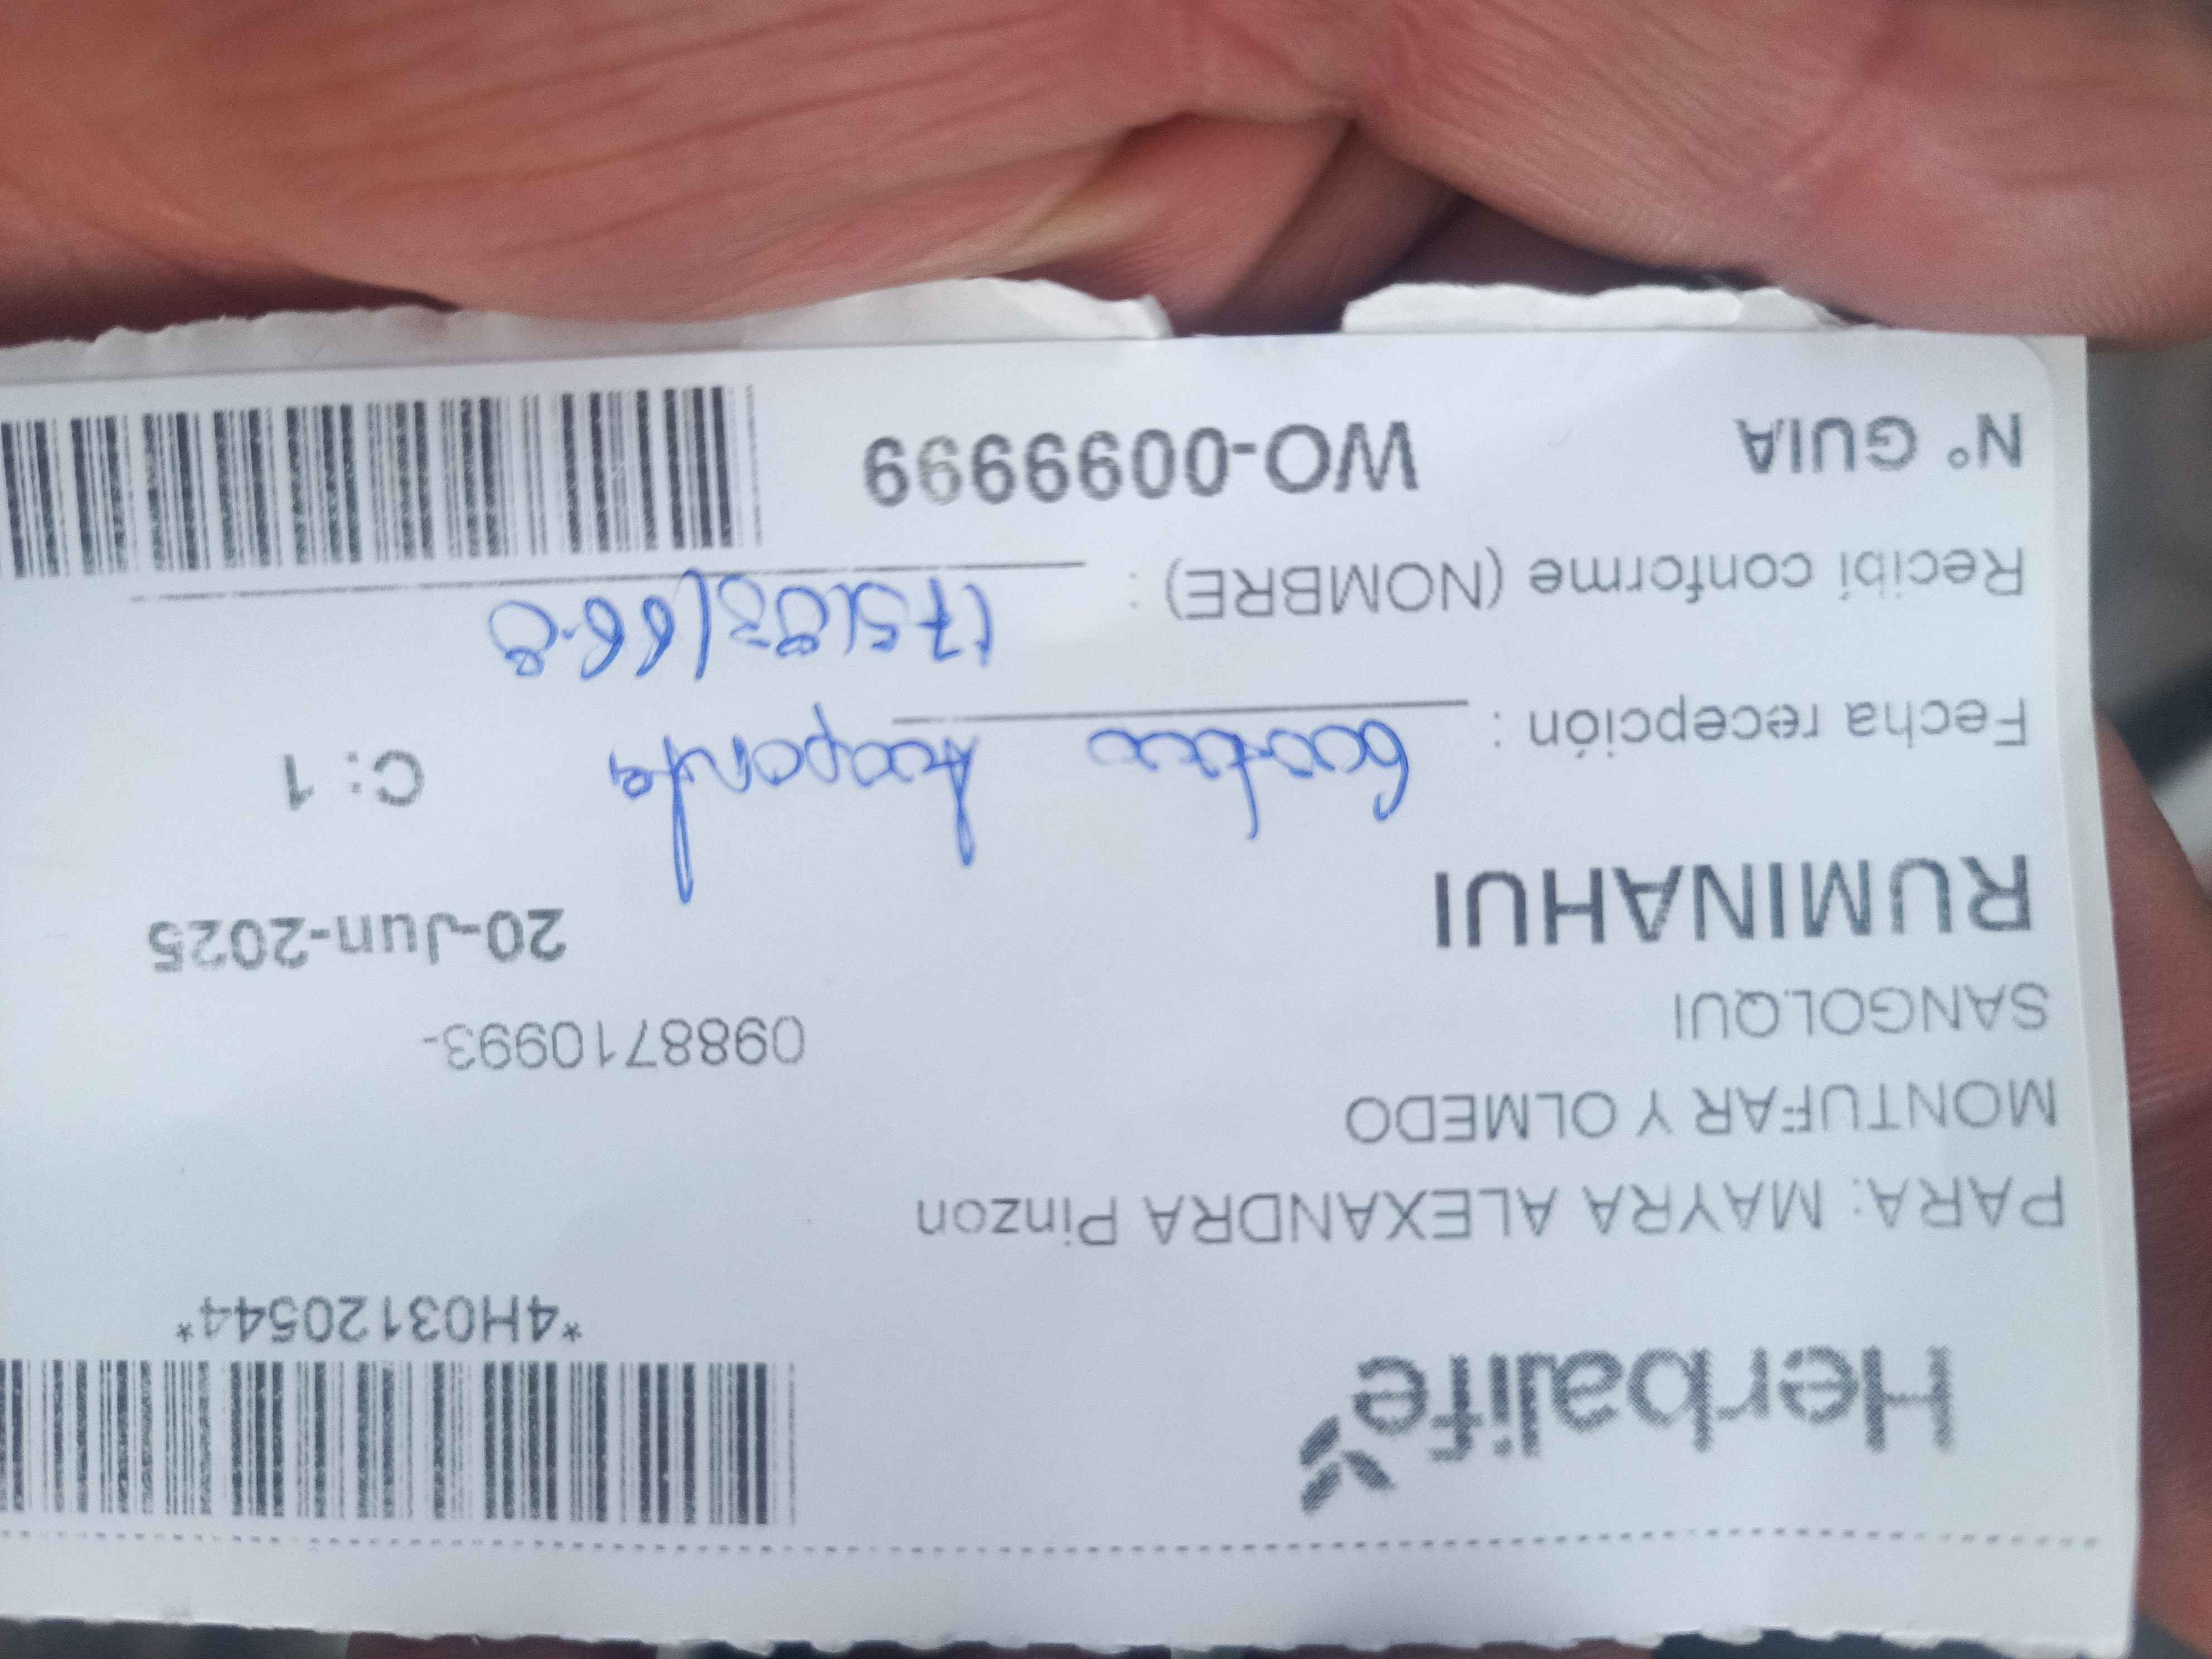 Herbalife
*4H03120544*
PARA: MAYRA ALEXANDRA Pinzon
MONTUFAR Y OLMEDO
0988710993-
SANGOLQUI
RUMINAHUI
20-Jun-2025
Fecha recepción :
C: 1
Recibí conforme (NOMBRE) :
N° GUIA WO-0099999